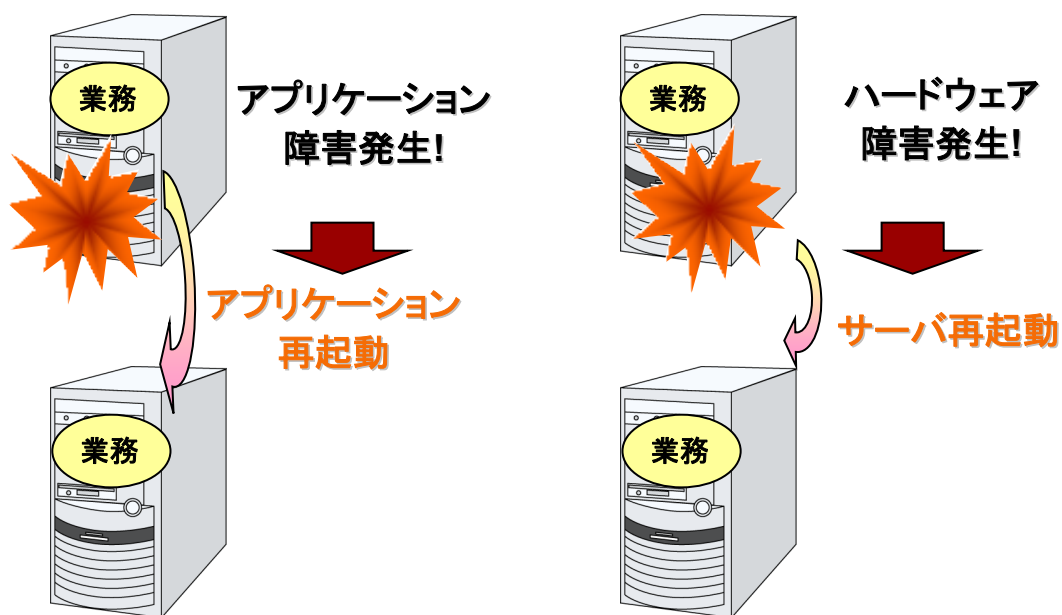 業務
アプリケーション
障害発生!
アプリケーション
再起動
業務
業務
ハードウェア
障害発生!
サーバ再起動
業務